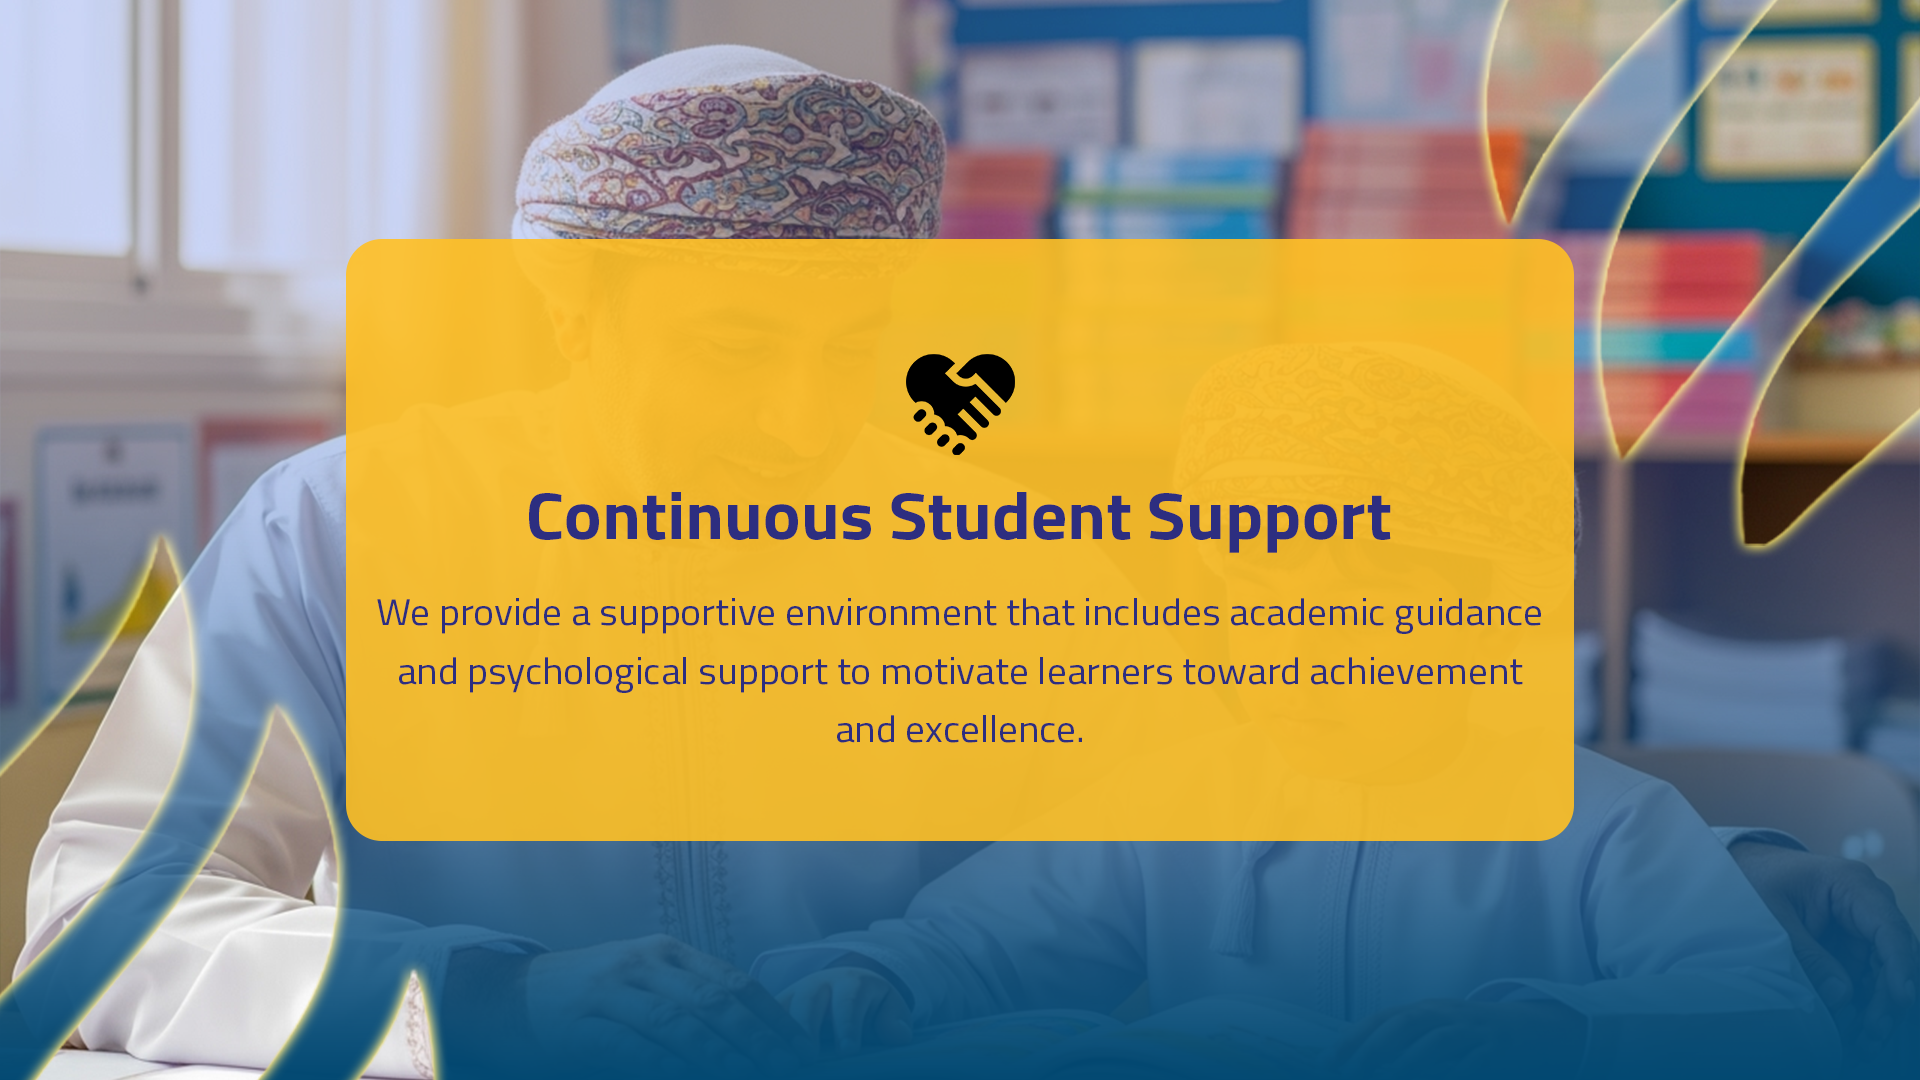 Continuous Student Support
We provide a supportive environment that includes academic guidance
and psychological support to motivate learners toward achievement
and excellence.